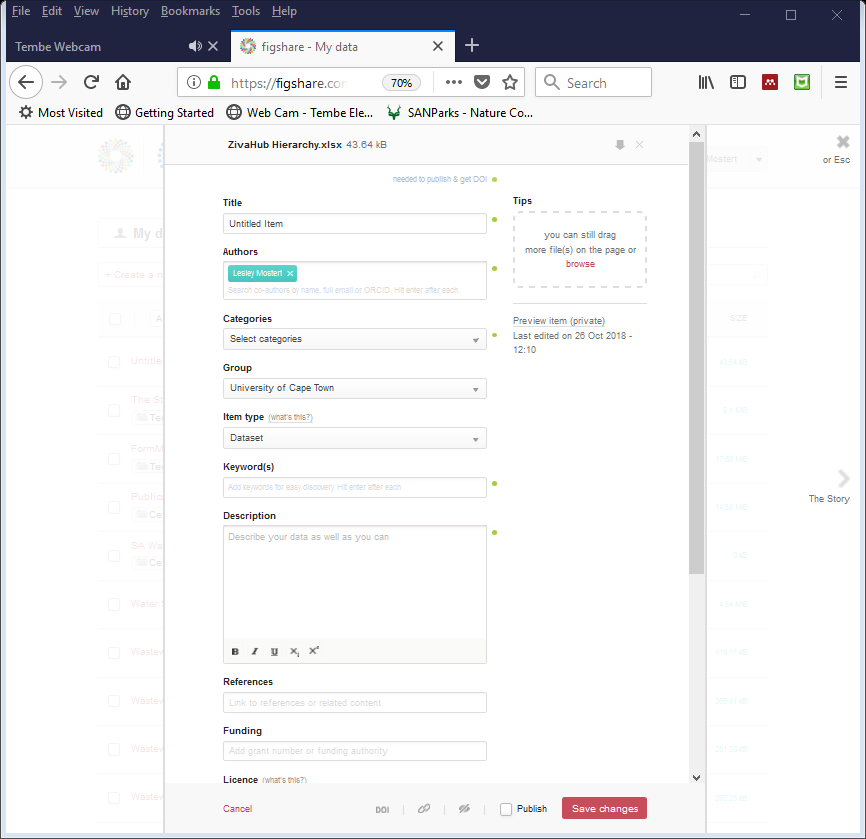 File Edit View History Bookmarks Tools Help
Tembe Webcam
figshare - My data
https://figshare.co
70%
Search
Most Visited
Getting Started
Web Cam - Tembe Ele...
SANParks - Nature Co...
ZivaHub Hierarchy.xlsx 43.64 kB
or Esc
Mostert
needed to publish & get DOI
Title
Untitled Item
Authors
Lesley Mostert
Search co-authors by name, full email or ORCID. Hit enter after each.
Categories
Select categories
Group
University of Cape Town
Item type (what's this?)
Dataset
Keyword(s)
Add keywords for easy discovery. Hit enter after each
Description
Describe your data as well as you can
B I U X₁ X²
References
Link to references or related content
Funding
Add grant number or funding authority
Licence (what's this?)
Tips
you can still drag
more file(s) on the page or
browse
Preview item (private)
Last edited on 26 Oct 2018 -
12:10
My d
+ Create a n
SIZE
The Story
Cancel
DOI
Publish
Save changes